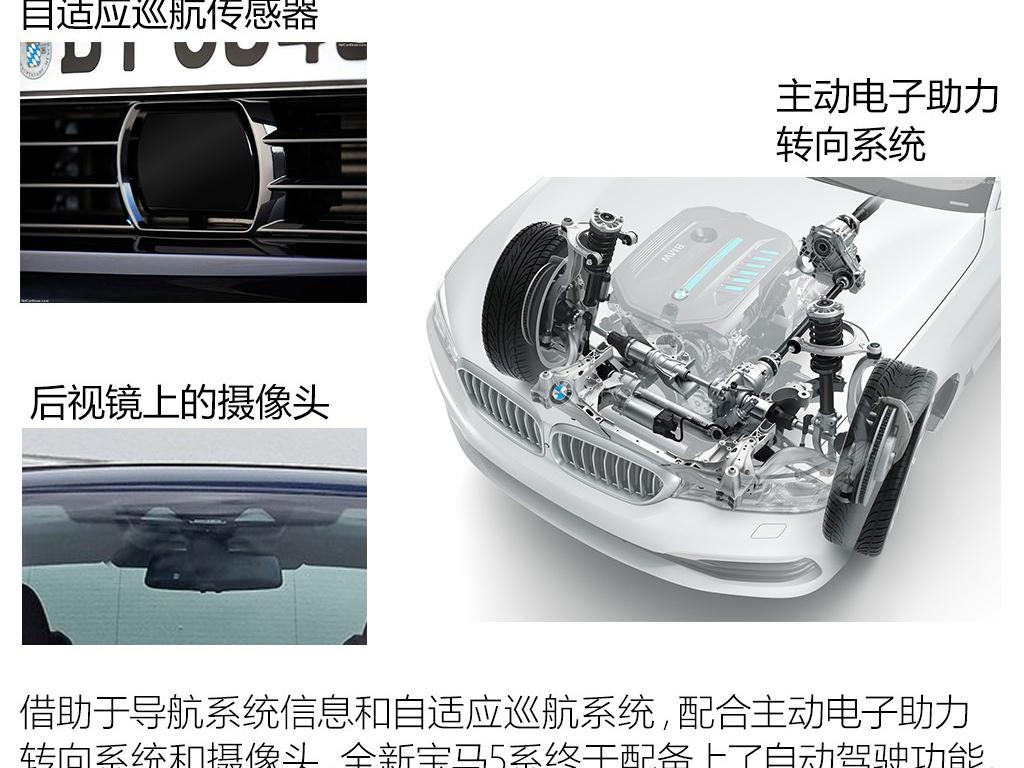 自适应巡航传感器
主动电子助力
转向系统
BMW
后视镜上的摄像头
借助于导航系统信息和自适应巡航系统，配合主动电子助力
转向系统和摄像头，全新宝马5系终于配备上了自动驾驶功能，